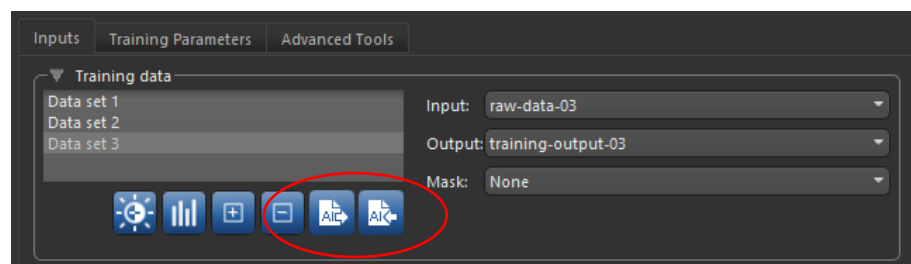 Inputs Training Parameters Advanced Tools
Training data
Data set 1
Data set 2
Data set 3
Input: raw-data-03
Output: training-output-03
Mask: None